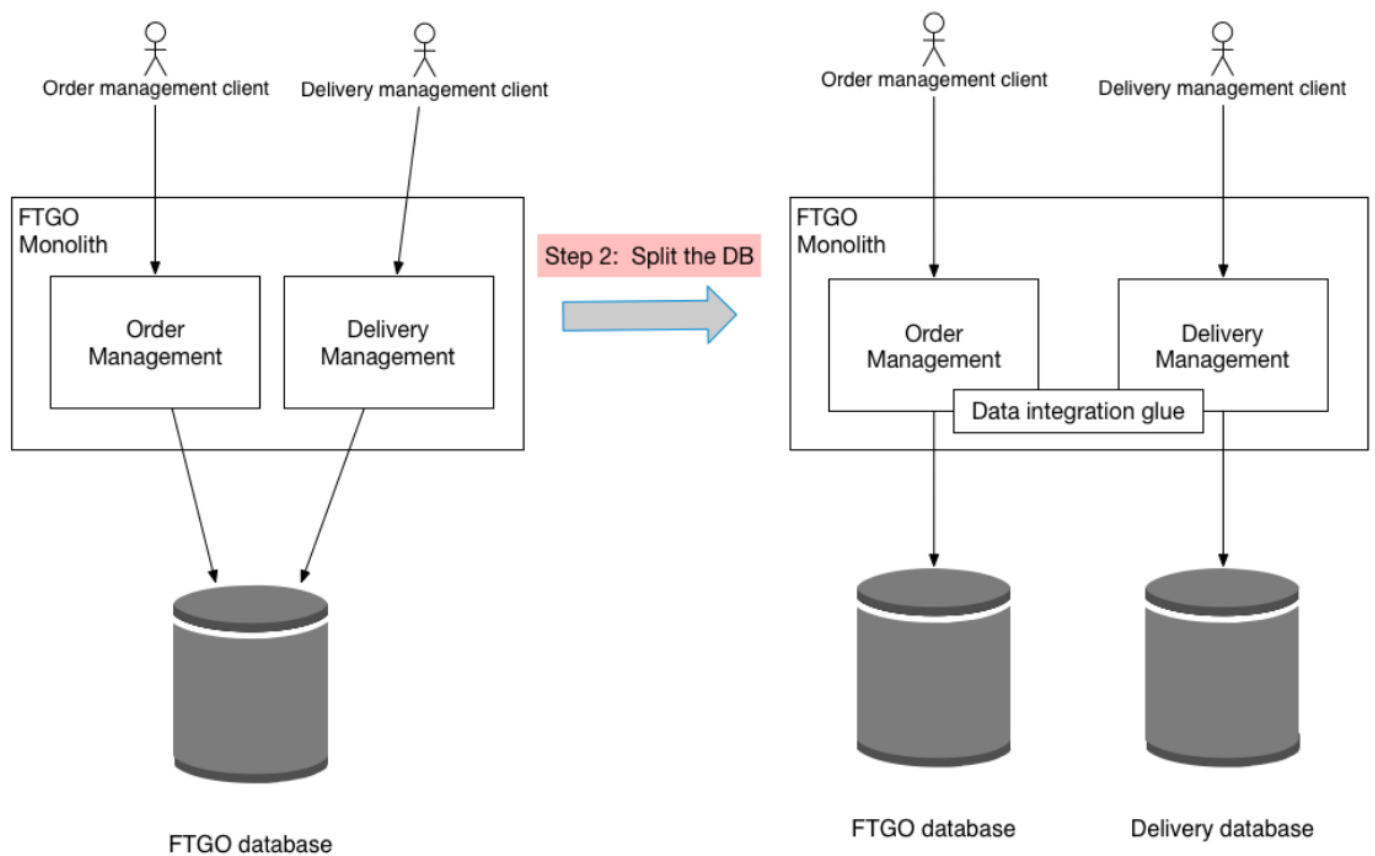 Order management client
Delivery management client
FTGO
Monolith
Order
Management
Delivery
Management
FTGO database
Step 2: Split the DB
Order management client
Delivery management client
FTGO
Monolith
Order
Management
Delivery
Management
Data integration glue
FTGO database
Delivery database